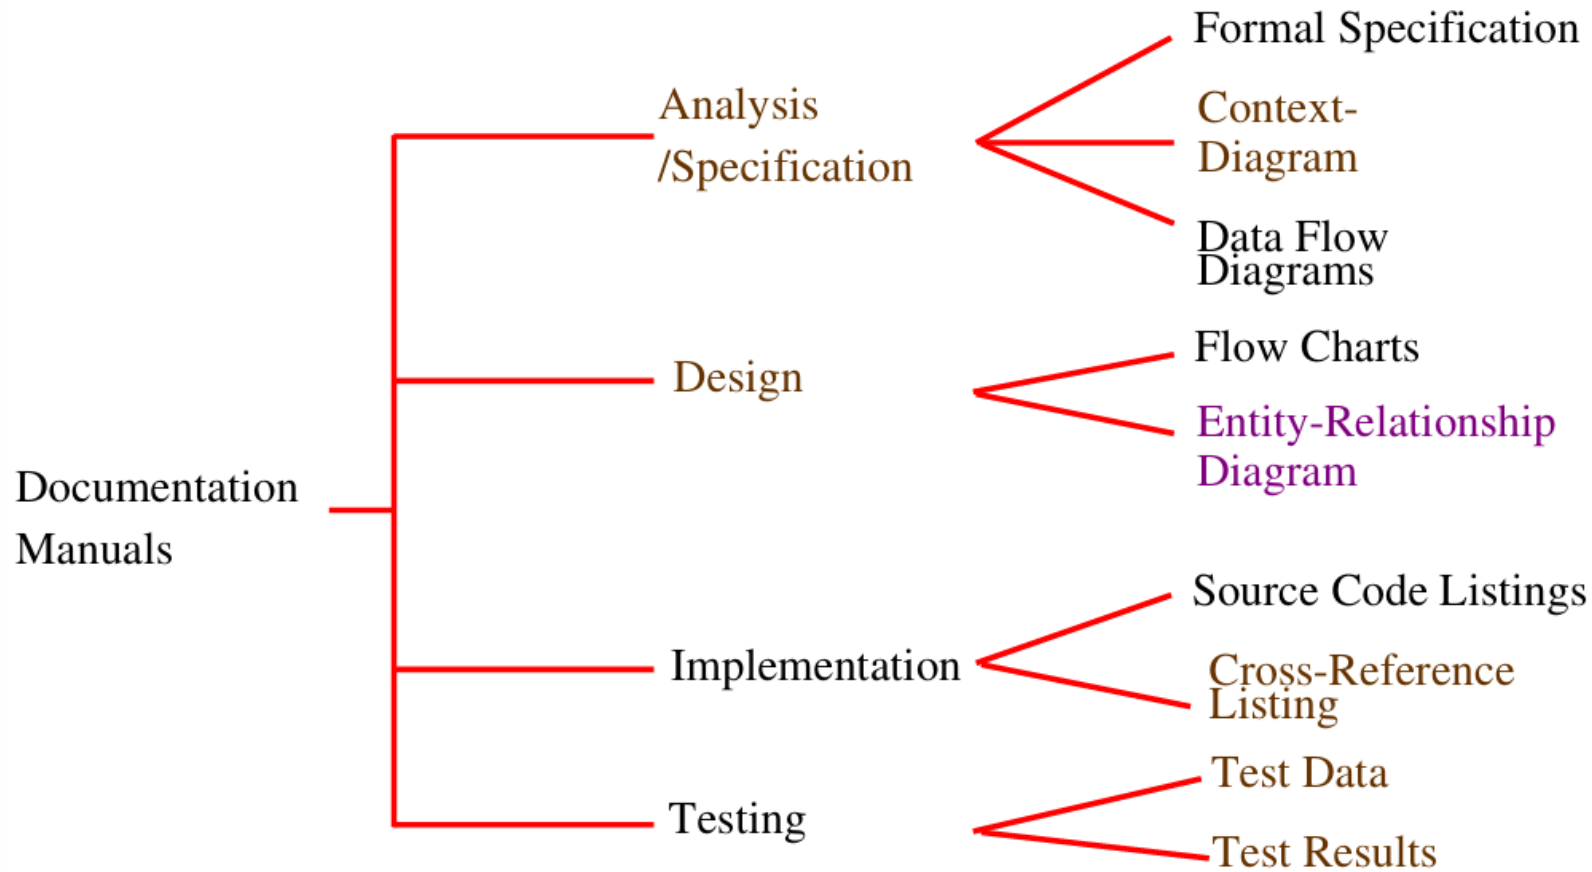 Documentation
Manuals
Analysis
/Specification
Formal Specification
Context-
Diagram
Data Flow
Diagrams
Design
Flow Charts
Entity-Relationship
Diagram
Implementation
Source Code Listings
Cross-Reference
Listing
Testing
Test Data
Test Results